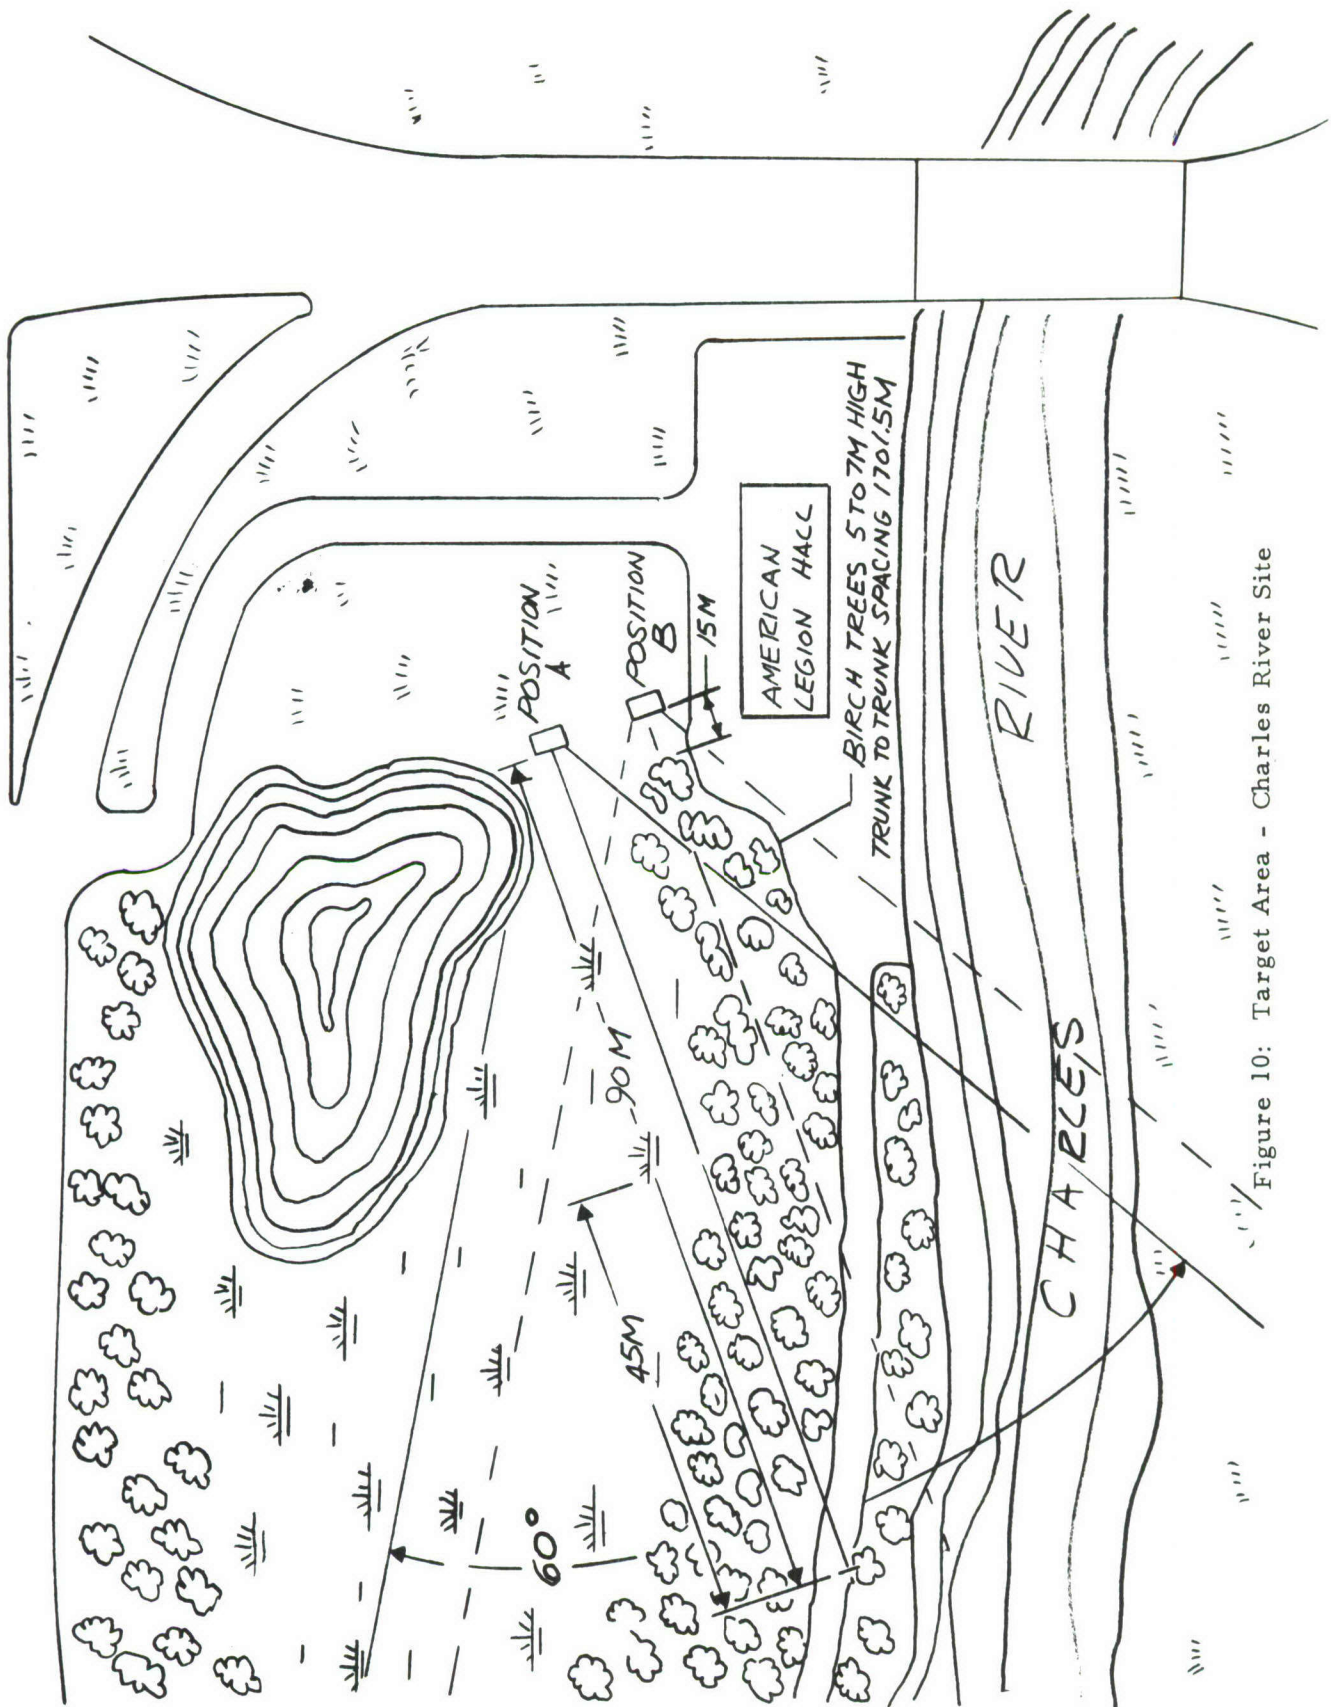 POSITION
A
POSITION
B
15M
AMERICAN
LEGION HALL
BIRCH TREES 5 TO 7M HIGH
TRUNK TO TRUNK SPACING 1 TO 1.5M
90M
45M
60°
CHARLES RIVER
Figure 10: Target Area - Charles River Site